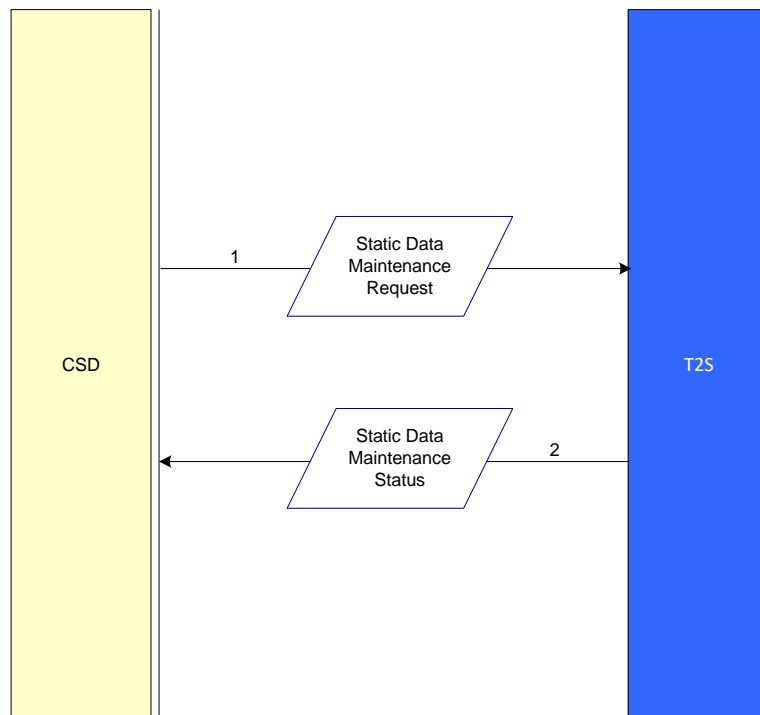 1
Static Data
Maintenance
Request
CSD
T2S
Static Data
Maintenance
Status
2